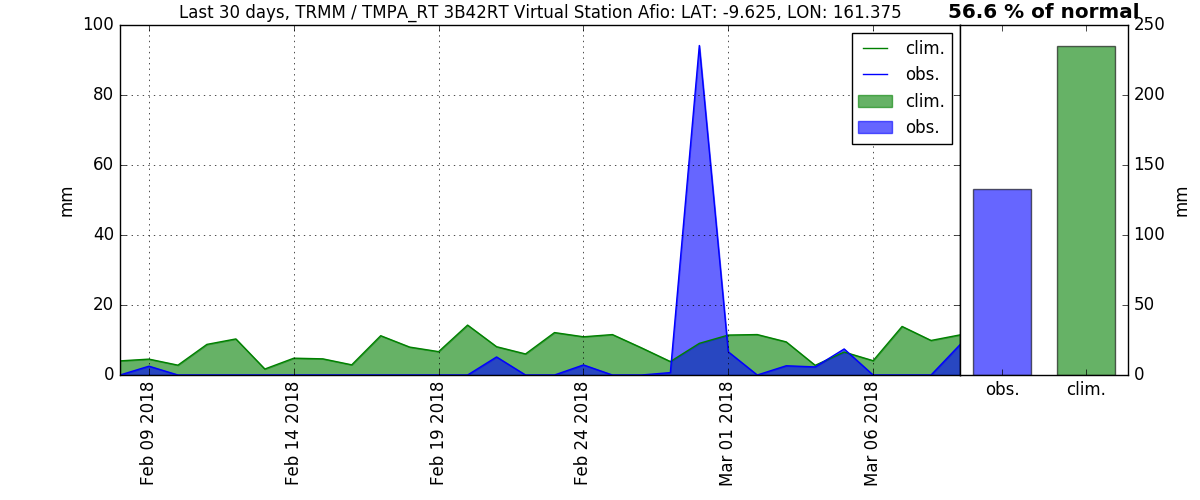 Last 30 days, TRMM / TMPA_RT 3B42RT Virtual Station Afio: LAT: -9.625, LON: 161.375
56.6 % of normal
100
80
60
40
20
0
mm
clim.
obs.
clim.
obs.
Feb 09 2018
Feb 14 2018
Feb 19 2018
Feb 24 2018
Mar 01 2018
Mar 06 2018
250
200
150
100
50
0
mm
obs.
clim.